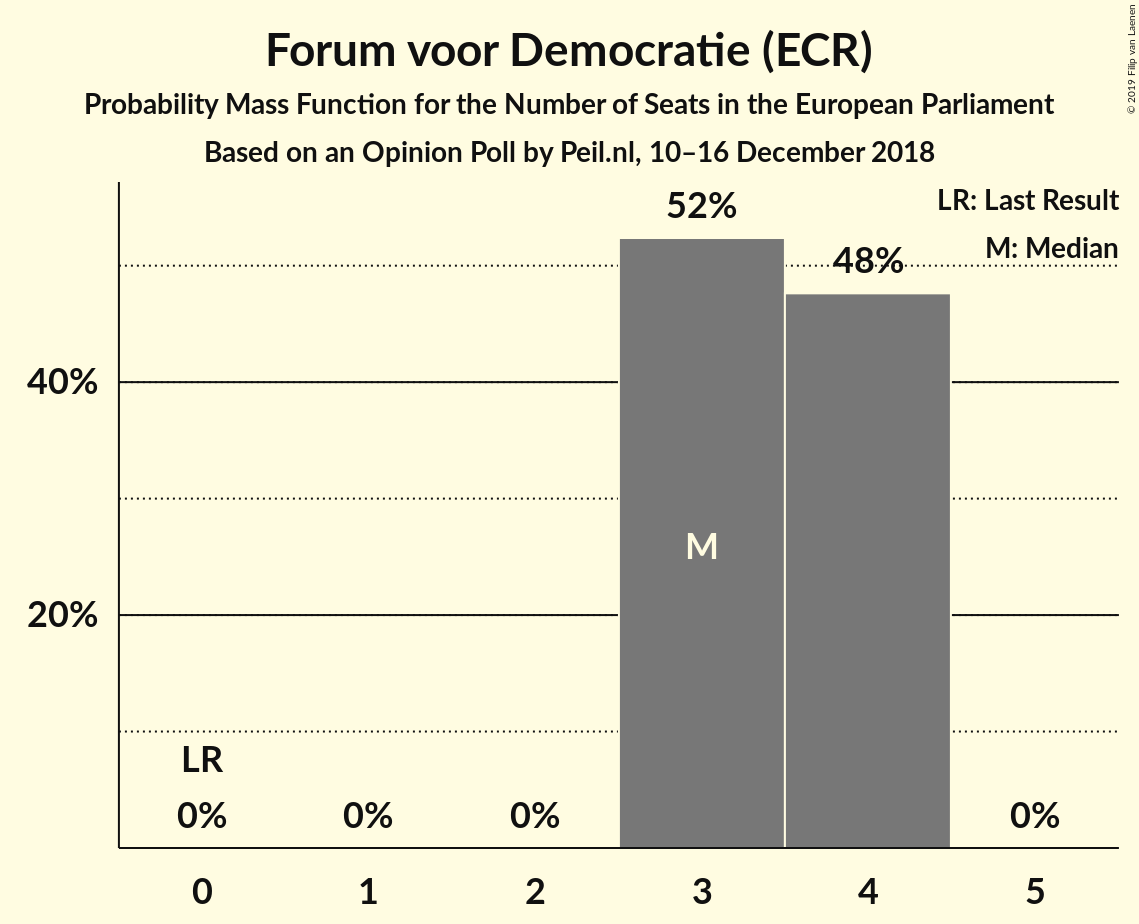 Forum voor Democratie (ECR)
Probability Mass Function for the Number of Seats in the European Parliament
Based on an Opinion Poll by Peil.nl, 10–16 December 2018
© 2019 Filip van Laenen
LR: Last Result
M: Median
52%
48%
40%
20%
M
LR
0% 0% 0% 0%
0 1 2 3 4 5